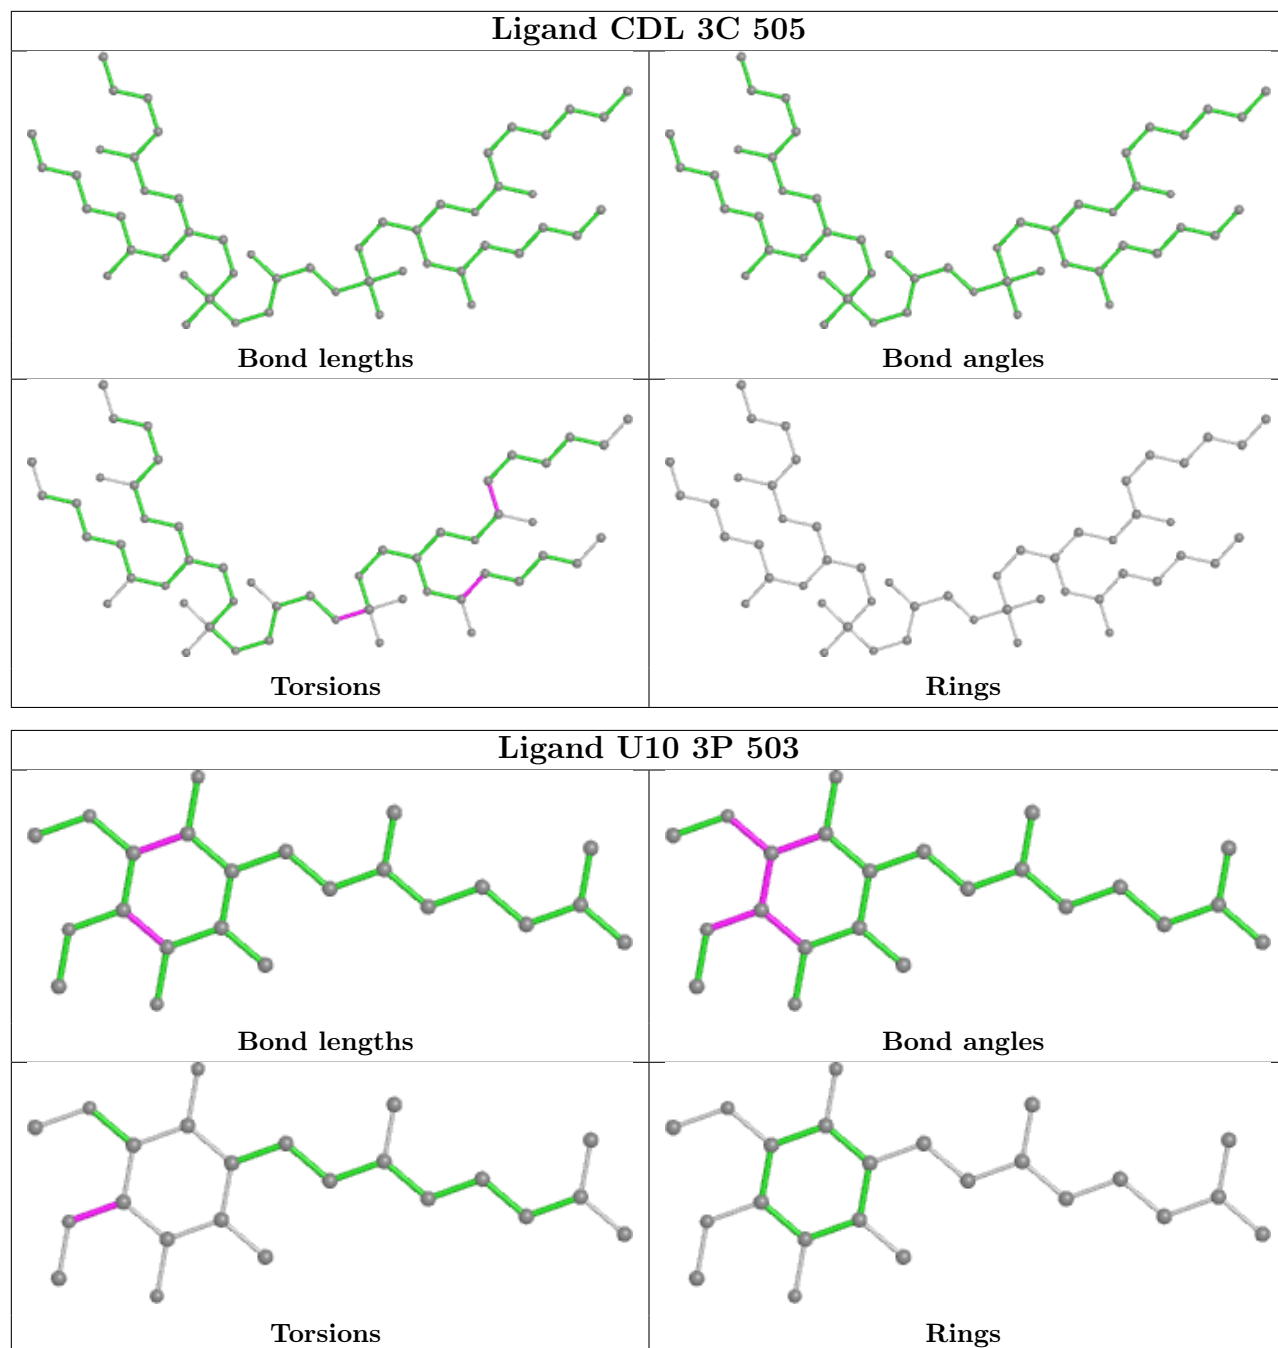 Ligand CDL 3C 505
Bond lengths
Bond angles
Torsions
Rings
Ligand U10 3P 503
Bond lengths
Bond angles
Torsions
Rings